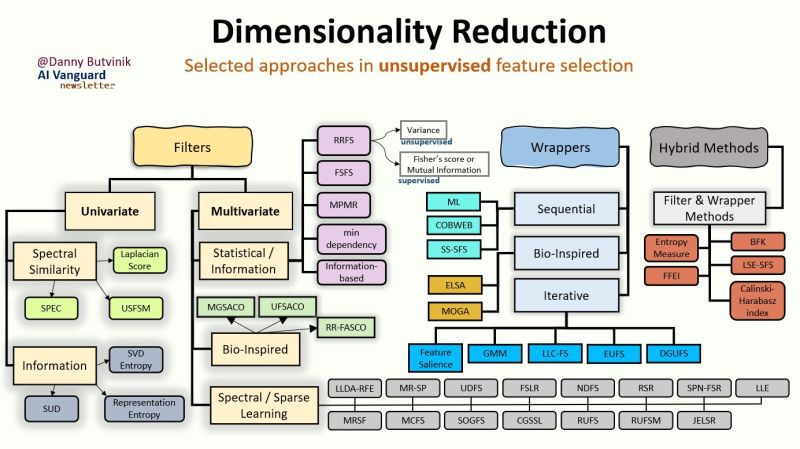 Dimensionality Reduction
@Danny Butvinik
AI Vanguard
newsletter
Selected approaches in unsupervised feature selection
Filters
Univariate
Multivariate
Spectral
Similarity
Laplacian
Score
SPEC
USFSM
Information
SVD
Entropy
SUD
Representation
Entropy
Statistical /
Information
RRFS
Variance
unsupervised
Fisher's score or
Mutual Information
supervised
FSFS
MPMR
min
dependency
Information-
based
MGSACO
UFSACO
RR-FASCO
Bio-Inspired
Spectral / Sparse
Learning
LLDA-RFE
MR-SP
UDFS
FSLR
NDFS
RSR
SPN-FSR
LLE
MRSF
MCFS
SOGFS
CGSSL
RUFS
RUFSM
JELSR
Wrappers
Sequential
ML
COBWEB
SS-SFS
Bio-Inspired
ELSA
MOGA
Iterative
Feature
Salience
GMM
LLC-FS
EUFS
DGUFS
Hybrid Methods
Filter & Wrapper
Methods
Entropy
Measure
FFEI
BFK
LSE-SFS
Calinski-
Harabasz
index